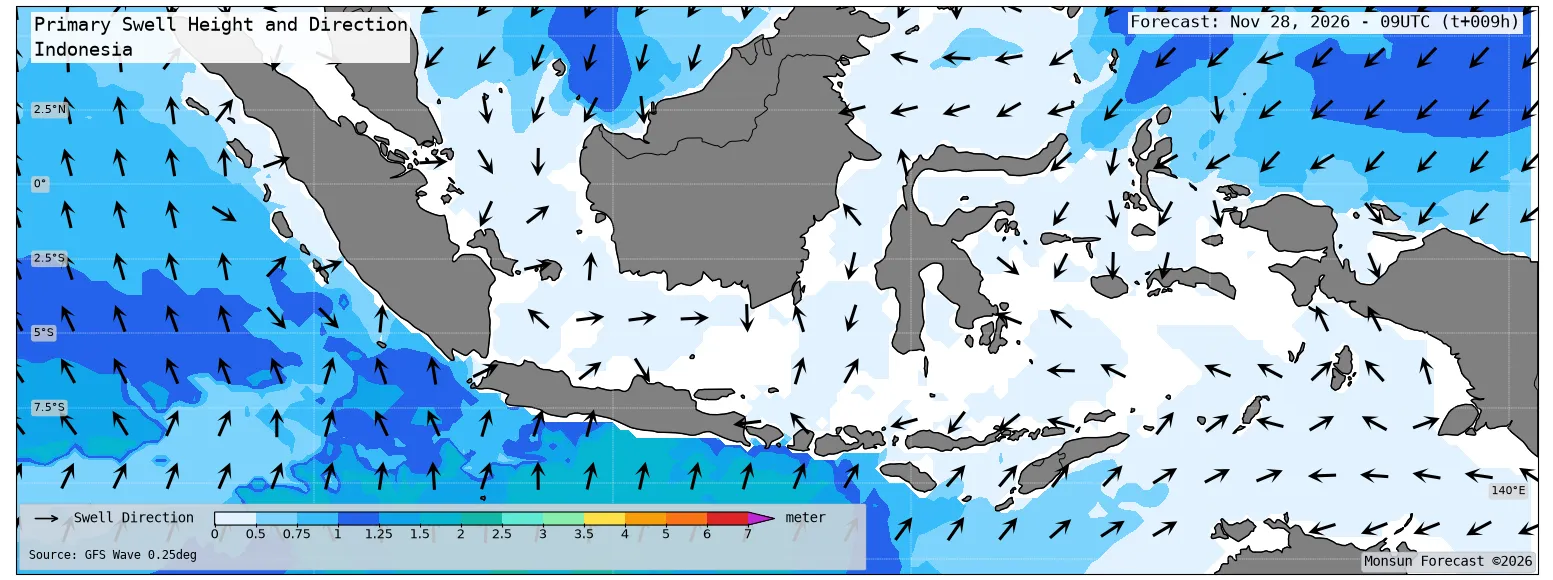 Primary Swell Height and Direction
Indonesia
Forecast: Nov 28, 2026 - 09UTC (t+009h)
2.5°N
0°
2.5°S
5°S
7.5°S
140°E
Swell Direction
meter
0 0.5 0.75 1 1.25 1.5 2 2.5 3 3.5 4 5 6 7
Source: GFS Wave 0.25deg
Monsun Forecast ©2026